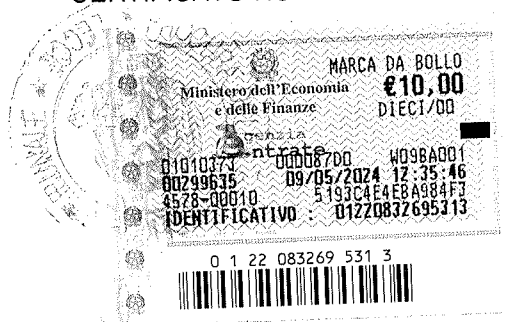 MARCA DA BOLLO
Ministero dell'Economia
e delle Finanze
€10,00
DIECI/00
Agenzia
Entrate
01010373 000087D0 W09BA001
00299635 09/05/2024 12:35:46
4578-00010 5193C4E4EBA984F3
IDENTIFICATIVO : 01220832695313
0 1 22 083269 531 3